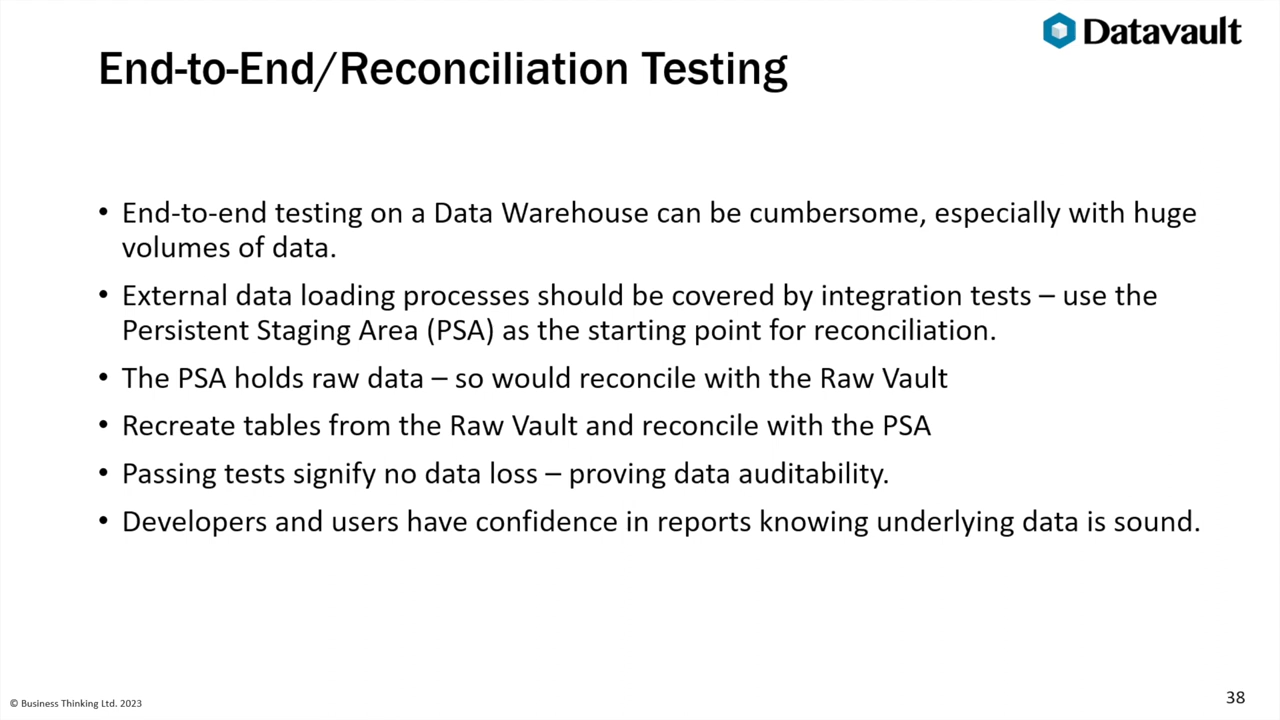 Datavault
End-to-End/Reconciliation Testing
• End-to-end testing on a Data Warehouse can be cumbersome, especially with huge
volumes of data.
• External data loading processes should be covered by integration tests – use the
Persistent Staging Area (PSA) as the starting point for reconciliation.
• The PSA holds raw data – so would reconcile with the Raw Vault
• Recreate tables from the Raw Vault and reconcile with the PSA
• Passing tests signify no data loss – proving data auditability.
• Developers and users have confidence in reports knowing underlying data is sound.
© Business Thinking Ltd. 2023
38